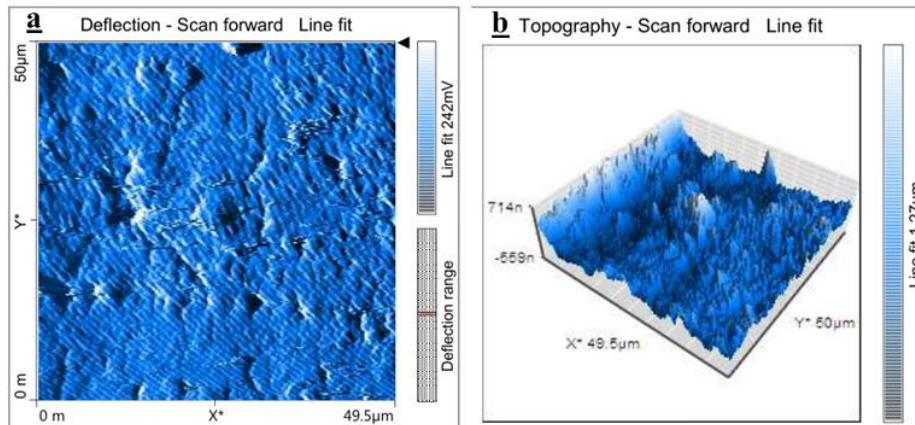 a Deflection - Scan forward Line fit
50µm
Y*
0 m
0 m X* 49.5µm
Line fit 242mV
Deflection range
b Topography - Scan forward Line fit
714n
-559n
X* 49.5µm
Y* 50µm
Line fit 1.27µm